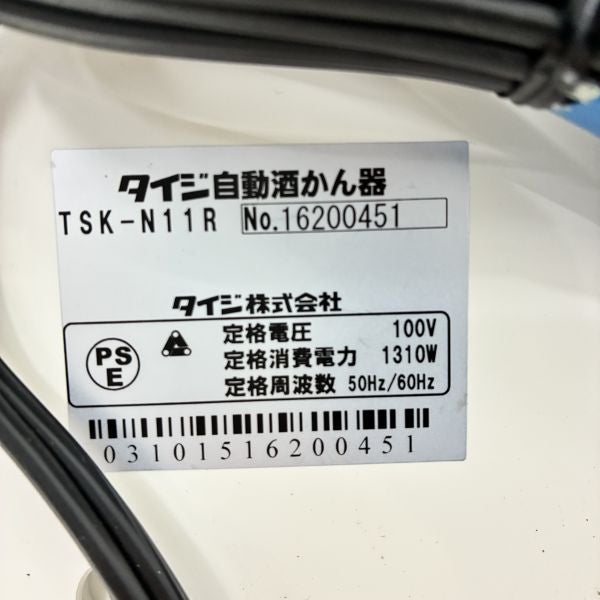 タイジ自動酒かん器
TSK-N11R No.16200451
タイジ株式会社
PSE
定格電圧 100V
定格消費電力 1310W
定格周波数 50Hz/60Hz
03101516200451